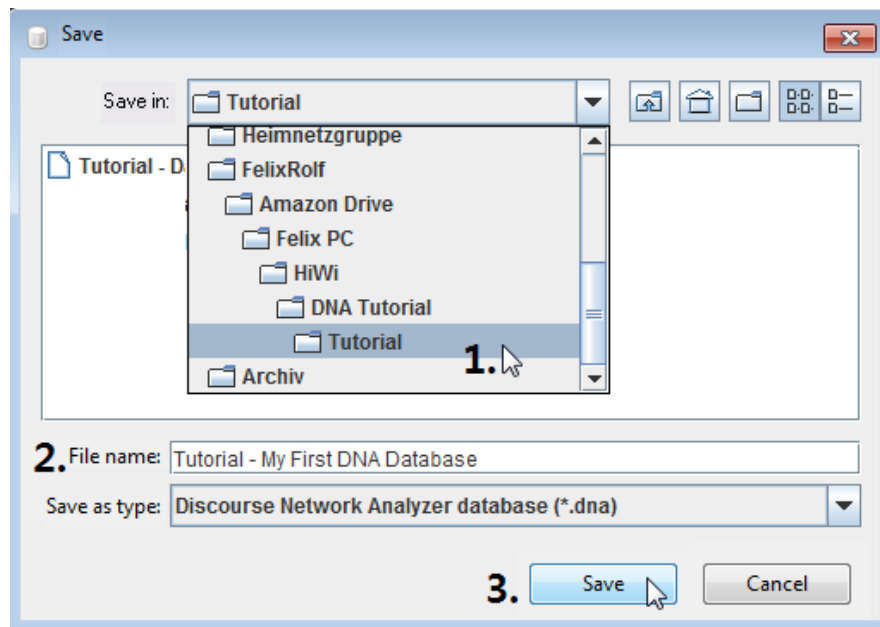 Save
Save in: Tutorial
Heimnetzgruppe
Tutorial - D
FelixRolf
Amazon Drive
Felix PC
HiWi
DNA Tutorial
Tutorial
1.
Archiv
2. File name: Tutorial - My First DNA Database
Save as type: Discourse Network Analyzer database (*.dna)
3. Save Cancel